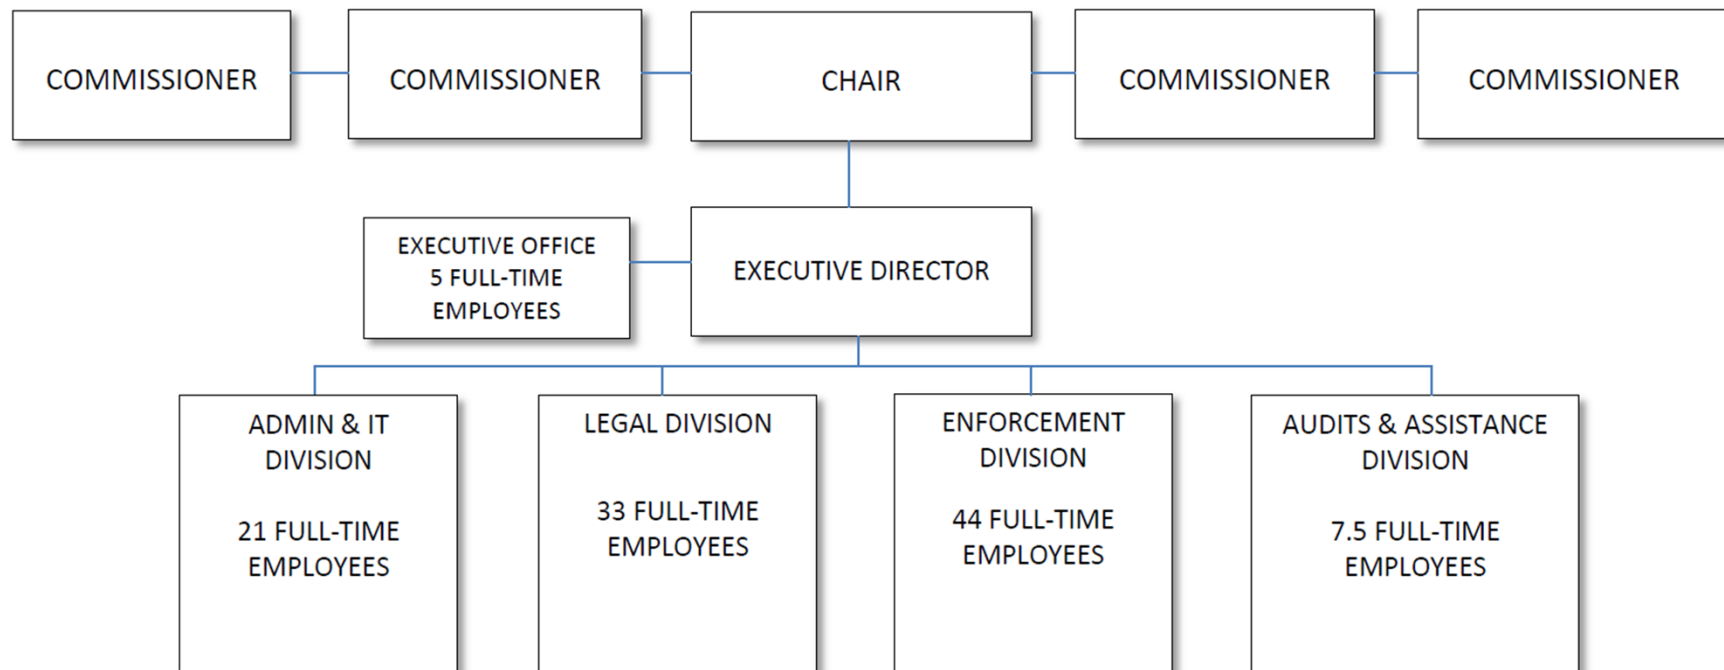 COMMISSIONER
COMMISSIONER
CHAIR
COMMISSIONER
COMMISSIONER
EXECUTIVE OFFICE
5 FULL-TIME
EMPLOYEES
EXECUTIVE DIRECTOR
ADMIN & IT
DIVISION
21 FULL-TIME
EMPLOYEES
LEGAL DIVISION
33 FULL-TIME
EMPLOYEES
ENFORCEMENT
DIVISION
44 FULL-TIME
EMPLOYEES
AUDITS & ASSISTANCE
DIVISION
7.5 FULL-TIME
EMPLOYEES